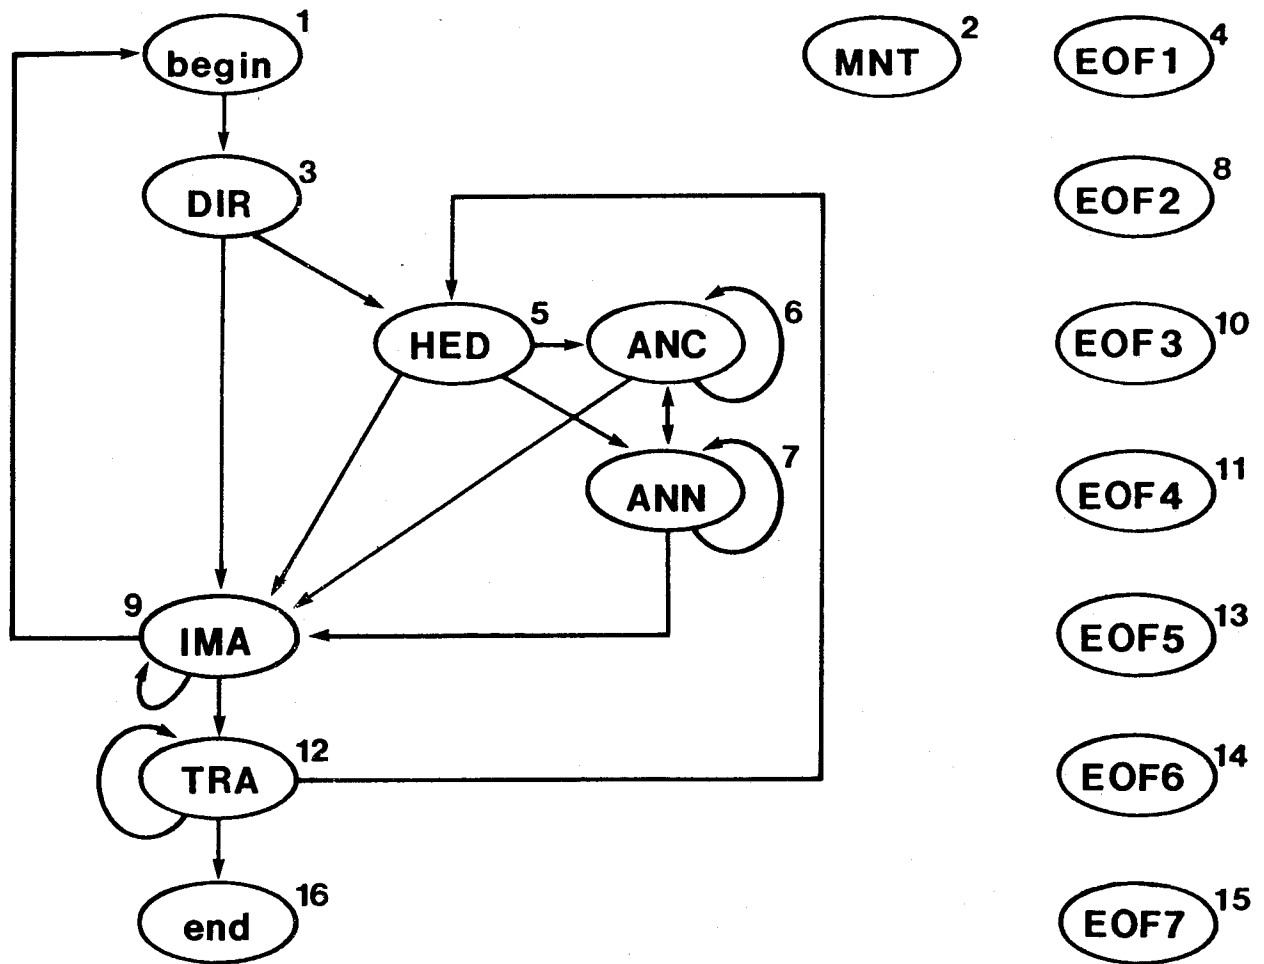 begin 1
MNT 2
EOF1 4
DIR 3
EOF2 8
HED 5
ANC 6
EOF3 10
ANN 7
EOF4 11
IMA 9
EOF5 13
TRA 12
EOF6 14
end 16
EOF7 15